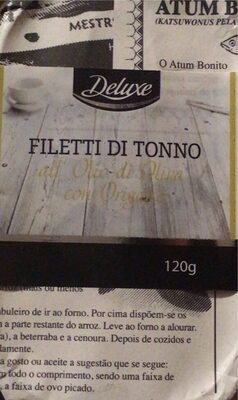 MESTR
ATUM B
(KATSUWONUS PELA
O Atum Bonito
Deluxe
FILETTI DI TONNO
all' Olio di Oliva
con Origano
120g
ou menos
abuleiro de ir ao forno. Por cima dispõem-se os
a parte restante do arroz. Leve ao forno a alourar.
a), a beterraba e a cenoura. Depois de cozidos e
damente.
a gosto ou aceite a sugestão que se segue:
m todo o comprimento, sendo uma faixa de
, a faixa de ovo picado.